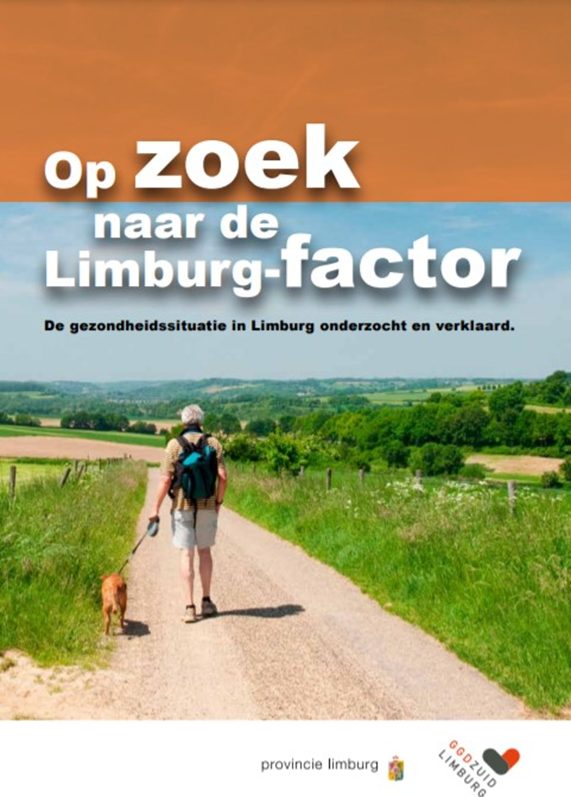 Op zoek
naar de
Limburg-factor
De gezondheidssituatie in Limburg onderzocht en verklaard.
provincie limburg
GGD ZUID
LIMBURG